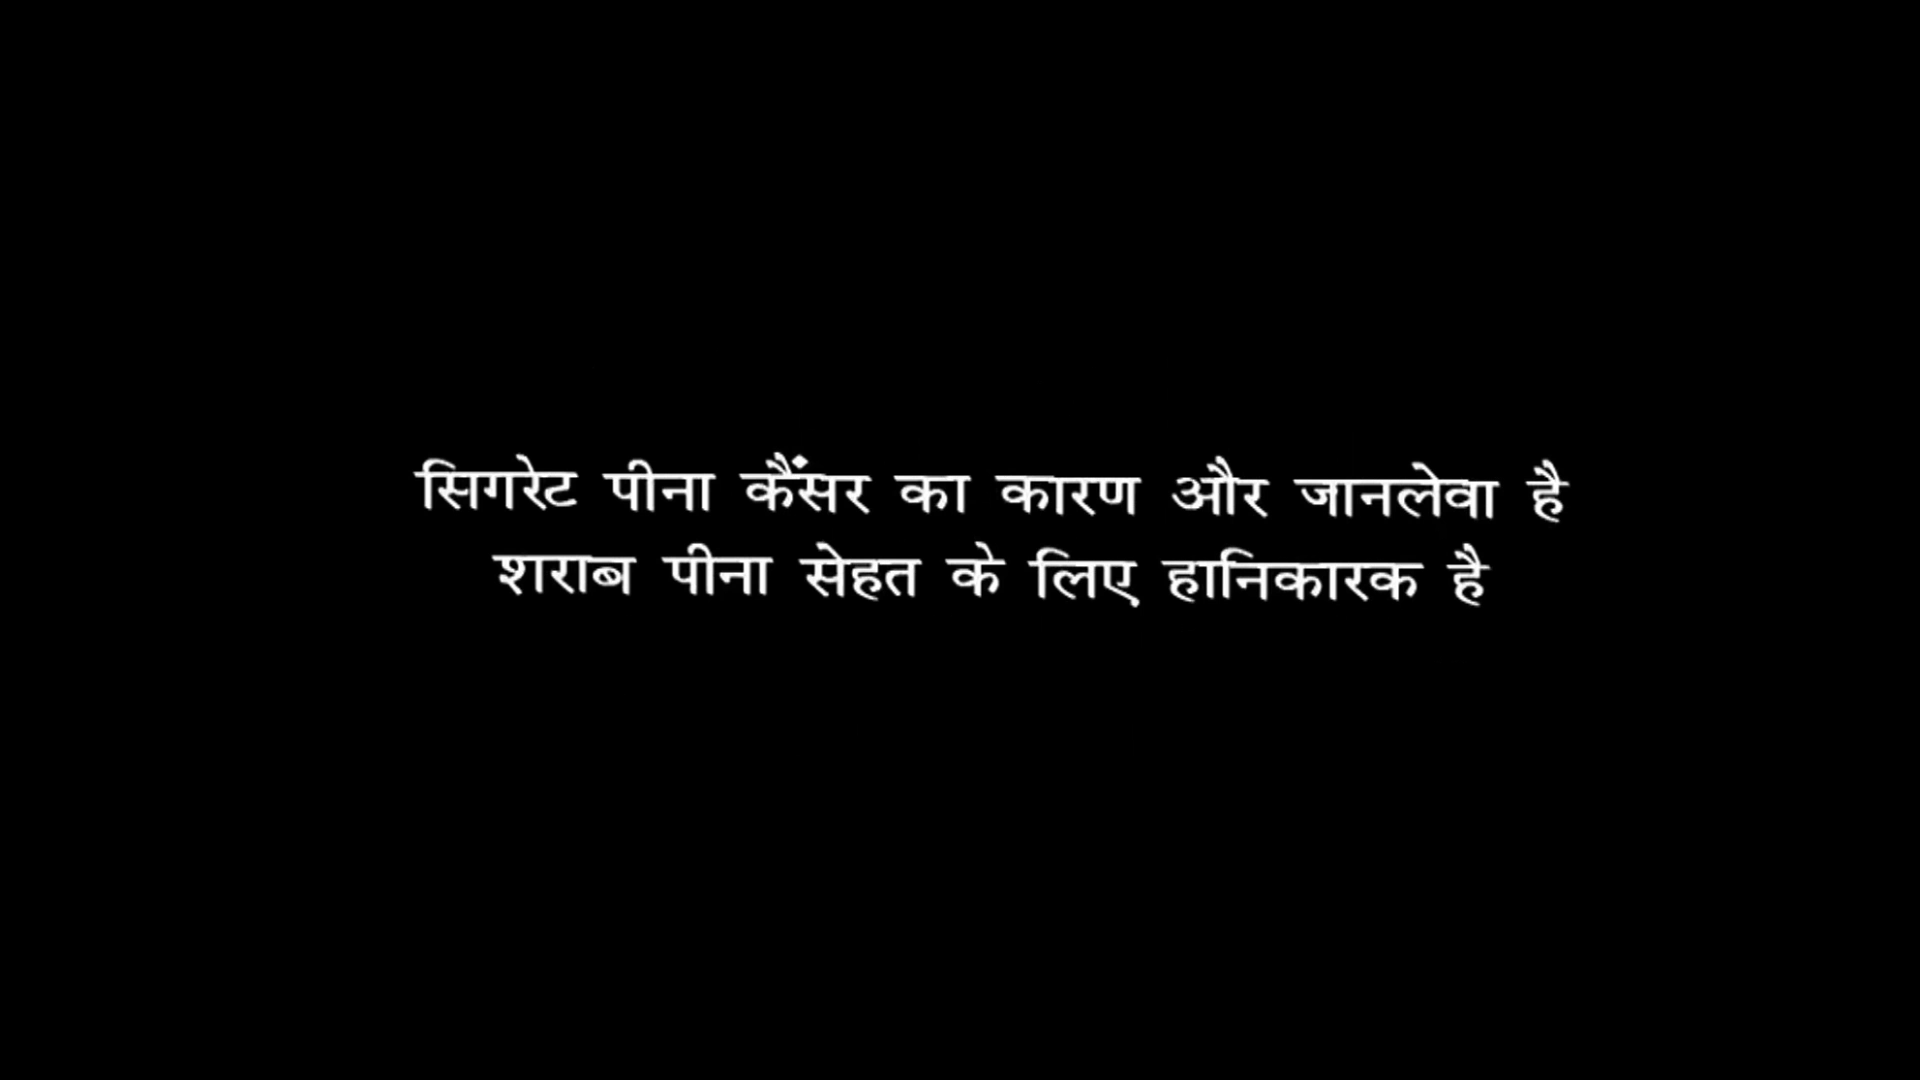 सिगरेट पीना कैंसर का कारण और जानलेवा है
शराब पीना सेहत के लिए हानिकारक है